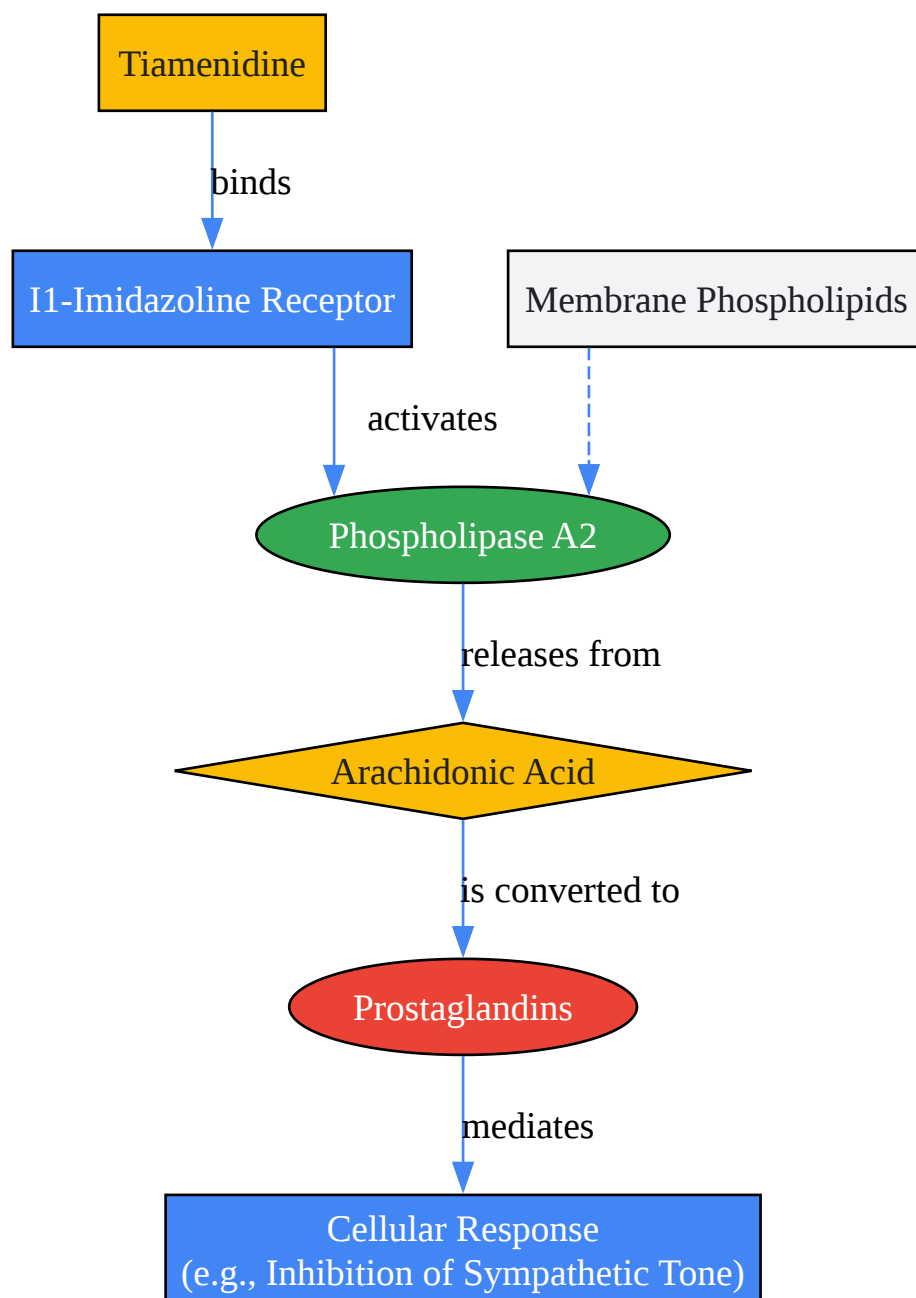 Tiamenidine
binds
I1-Imidazoline Receptor
Membrane Phospholipids
activates
Phospholipase A2
releases from
Arachidonic Acid
is converted to
Prostaglandins
mediates
Cellular Response
(e.g., Inhibition of Sympathetic Tone)